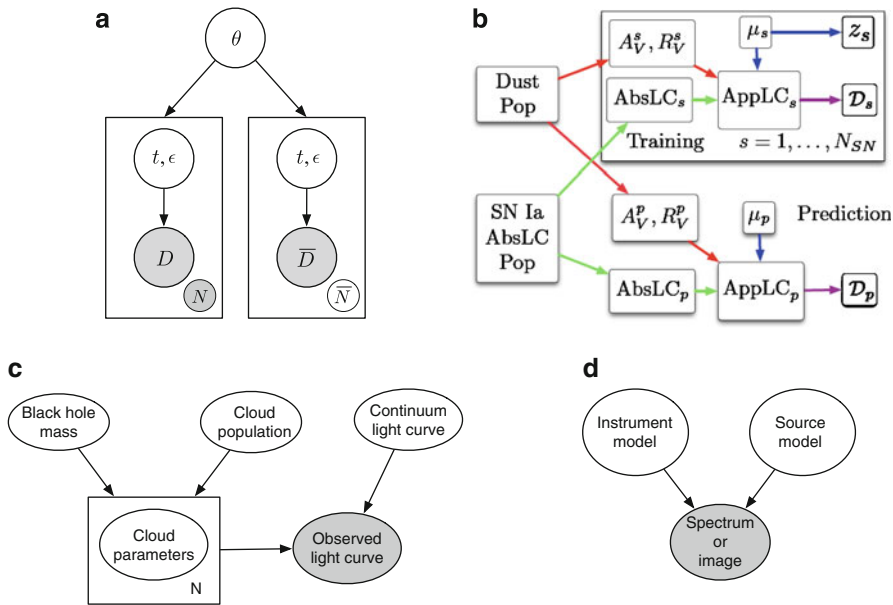 a
θ
t, ϵ
D
N
t, ϵ
D̅
N̅
b
Dust
Pop
SN Ia
AbsLC
Pop
A_V^s, R_V^s
AbsLC_s
μ_s
AppLC_s
z_s
𝒟_s
Training
s = 1, . . . , N_SN
A_V^p, R_V^p
μ_p
Prediction
AbsLC_p
AppLC_p
𝒟_p
c
Black hole
mass
Cloud
population
Continuum
light curve
Cloud
parameters
N
Observed
light curve
d
Instrument
model
Source
model
Spectrum
or
image